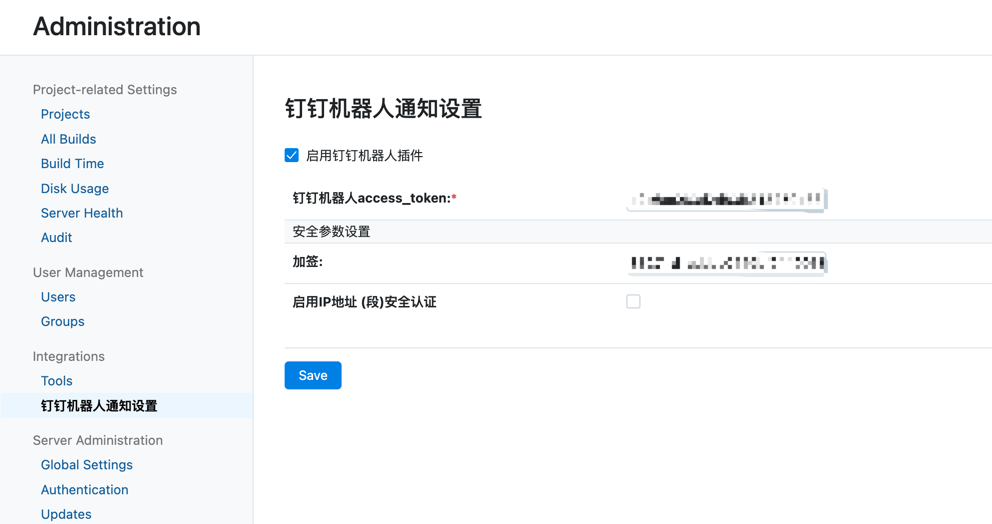 Administration
Project-related Settings
Projects
All Builds
Build Time
Disk Usage
Server Health
Audit
User Management
Users
Groups
Integrations
Tools
钉钉机器人通知设置
Server Administration
Global Settings
Authentication
Updates
钉钉机器人通知设置
启用钉钉机器人插件
钉钉机器人access_token:*
安全参数设置
加签:
启用IP地址 (段)安全认证
Save